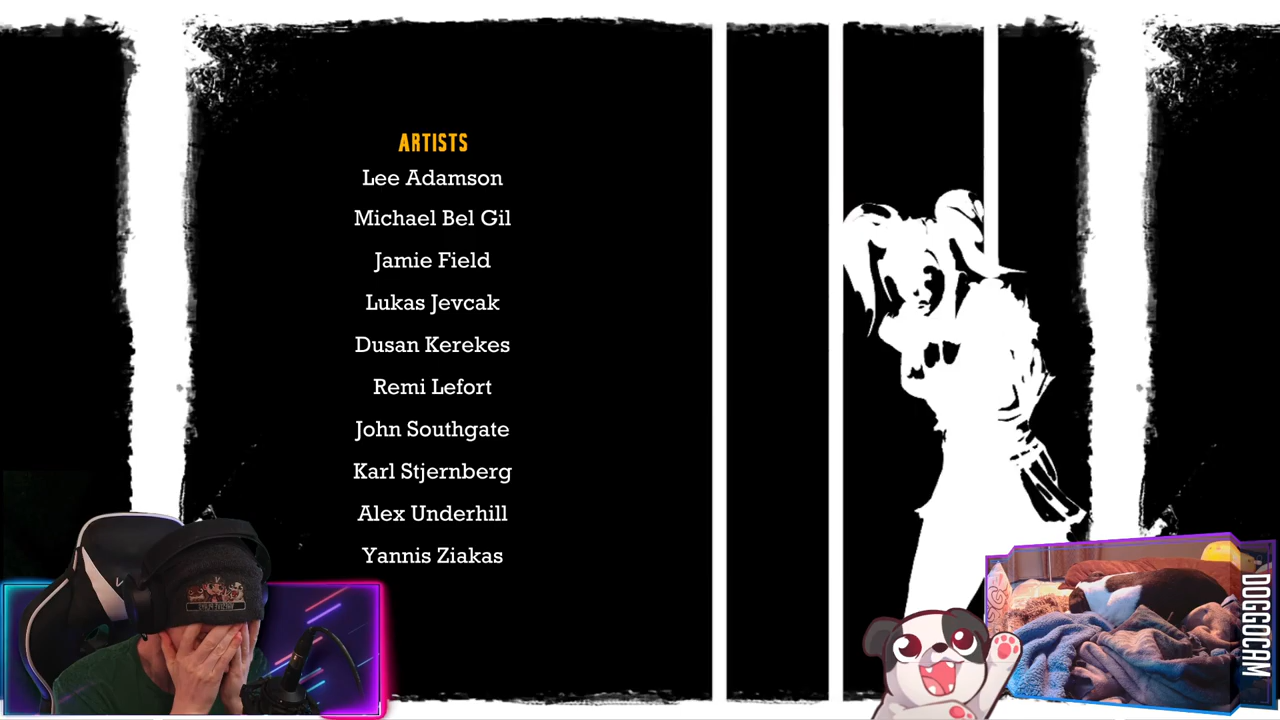 ARTISTS
Lee Adamson
Michael Bel Gil
Jamie Field
Lukas Jevcak
Dusan Kerekes
Remi Lefort
John Southgate
Karl Stjernberg
Alex Underhill
Yannis Ziakas
DOGGOCAM